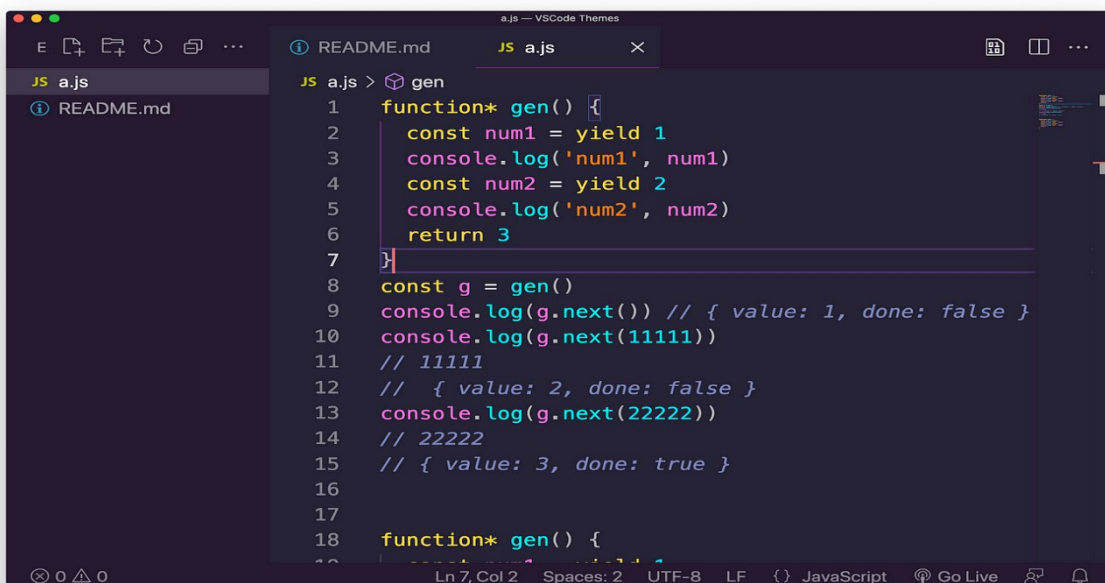 a.js — VSCode Themes
E
README.md
JS a.js
JS a.js
README.md
JS a.js > gen
1 function* gen() {
2   const num1 = yield 1
3   console.log('num1', num1)
4   const num2 = yield 2
5   console.log('num2', num2)
6   return 3
7 }
8 const g = gen()
9 console.log(g.next()) // { value: 1, done: false }
10 console.log(g.next(11111))
11 // 11111
12 //  { value: 2, done: false }
13 console.log(g.next(22222))
14 // 22222
15 // { value: 3, done: true }
16
17
18 function* gen() {
0 0 Ln 7, Col 2 Spaces: 2 UTF-8 LF {} JavaScript Go Live